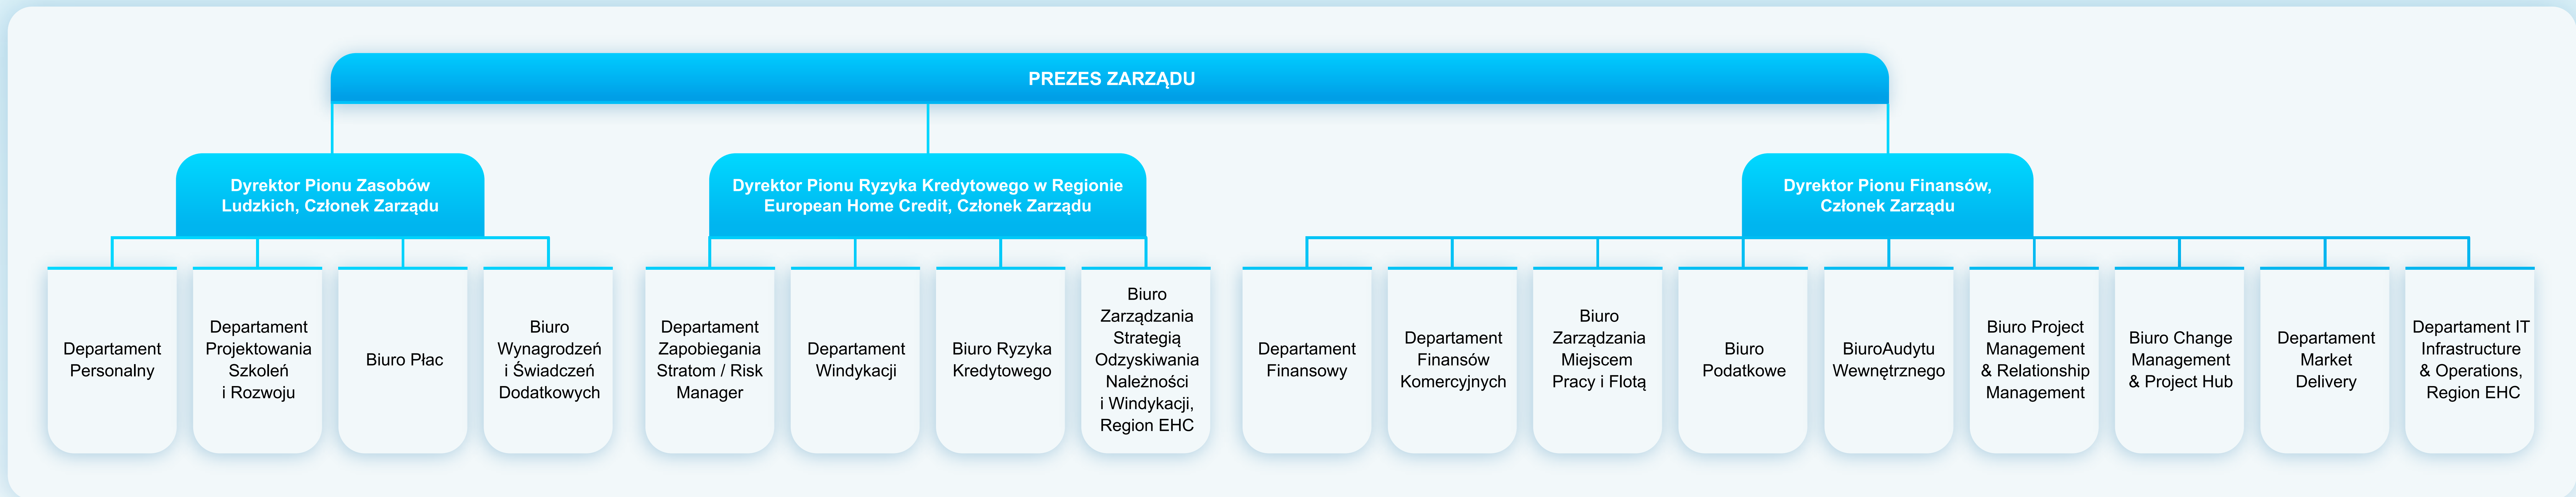 PREZES ZARZĄDU
Dyrektor Pionu Zasobów
Ludzkich, Członek Zarządu
Dyrektor Pionu Ryzyka Kredytowego w Regionie
European Home Credit, Członek Zarządu
Dyrektor Pionu Finansów,
Członek Zarządu
Departament
Personalny
Departament
Projektowania
Szkoleń
i Rozwoju
Biuro Płac
Biuro
Wynagrodzeń
i Świadczeń
Dodatkowych
Departament
Zapobiegania
Stratom / Risk
Manager
Departament
Windykacji
Biuro Ryzyka
Kredytowego
Biuro
Zarządzania
Strategią
Odzyskiwania
Należności
i Windykacji,
Region EHC
Departament
Finansowy
Departament
Finansów
Komercyjnych
Biuro
Zarządzania
Miejscem
Pracy i Flotą
Biuro
Podatkowe
BiuroAudytu
Wewnętrznego
Biuro Project
Management
& Relationship
Management
Biuro Change
Management
& Project Hub
Departament
Market
Delivery
Departament IT
Infrastructure
& Operations,
Region EHC